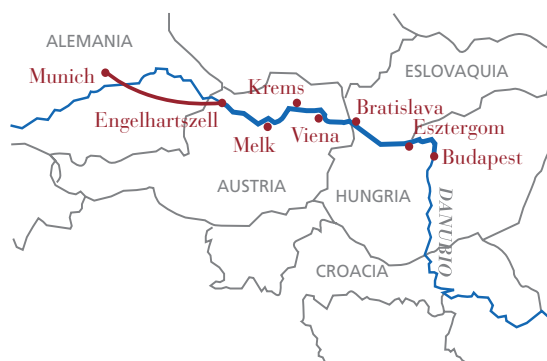 ALEMANIA
Munich
ESLOVAQUIA
Krems
Engelhartszell
Bratislava
Viena
Esztergom
Melk
Budapest
AUSTRIA
HUNGRIA
DANUBIO
CROACIA